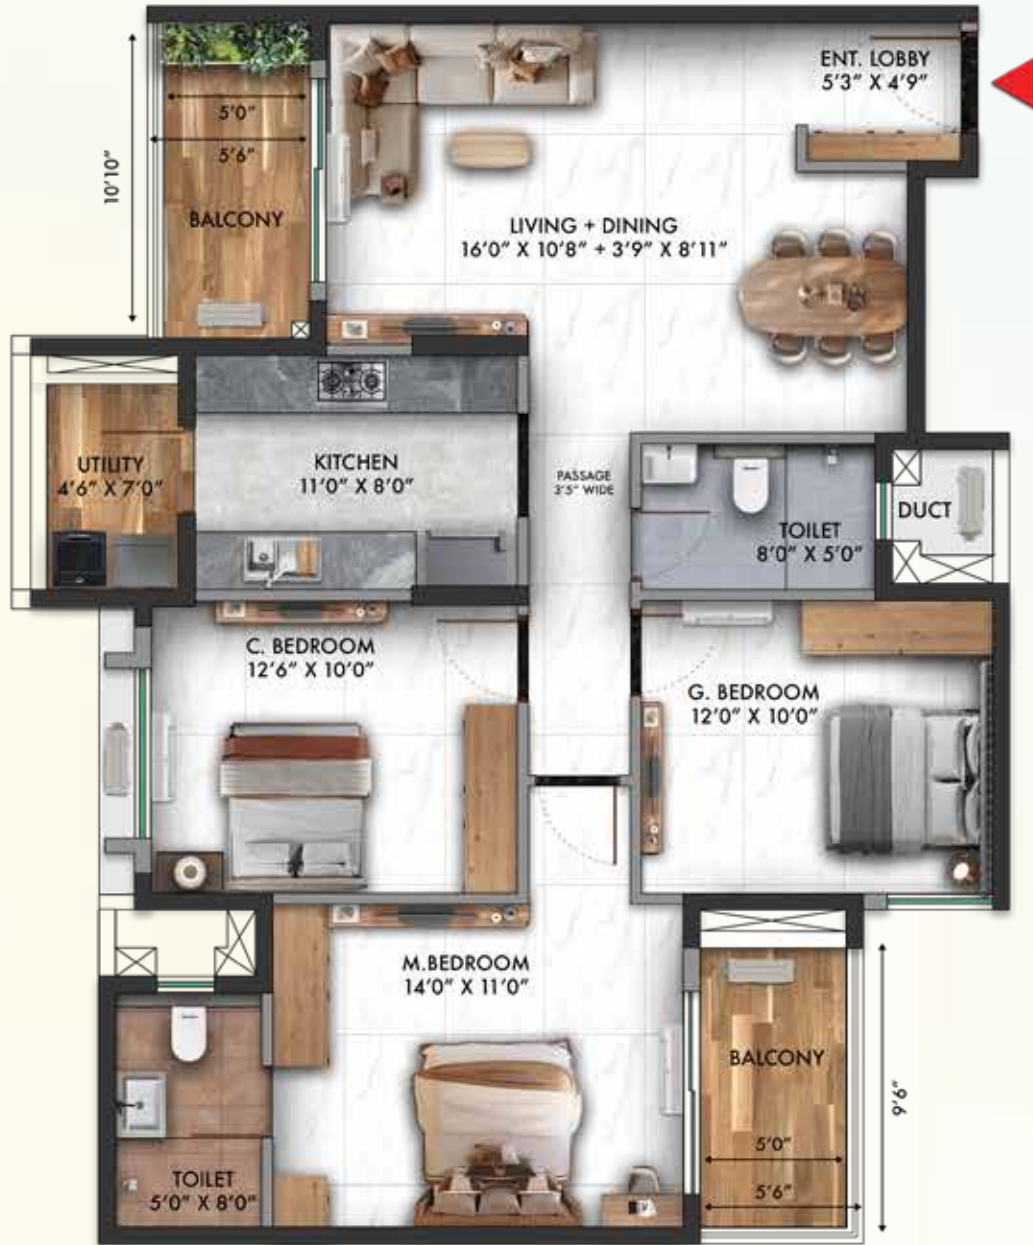 ENT. LOBBY
5'3" X 4'9"
5'0"
5'6"
10'10"
BALCONY
LIVING + DINING
16'0" X 10'8" + 3'9" X 8'11"
UTILITY
4'6" X 7'0"
KITCHEN
11'0" X 8'0"
PASSAGE
3'5" WIDE
TOILET
8'0" X 5'0"
DUCT
C. BEDROOM
12'6" X 10'0"
G. BEDROOM
12'0" X 10'0"
M.BEDROOM
14'0" X 11'0"
BALCONY
9'6"
5'0"
5'6"
TOILET
5'0" X 8'0"